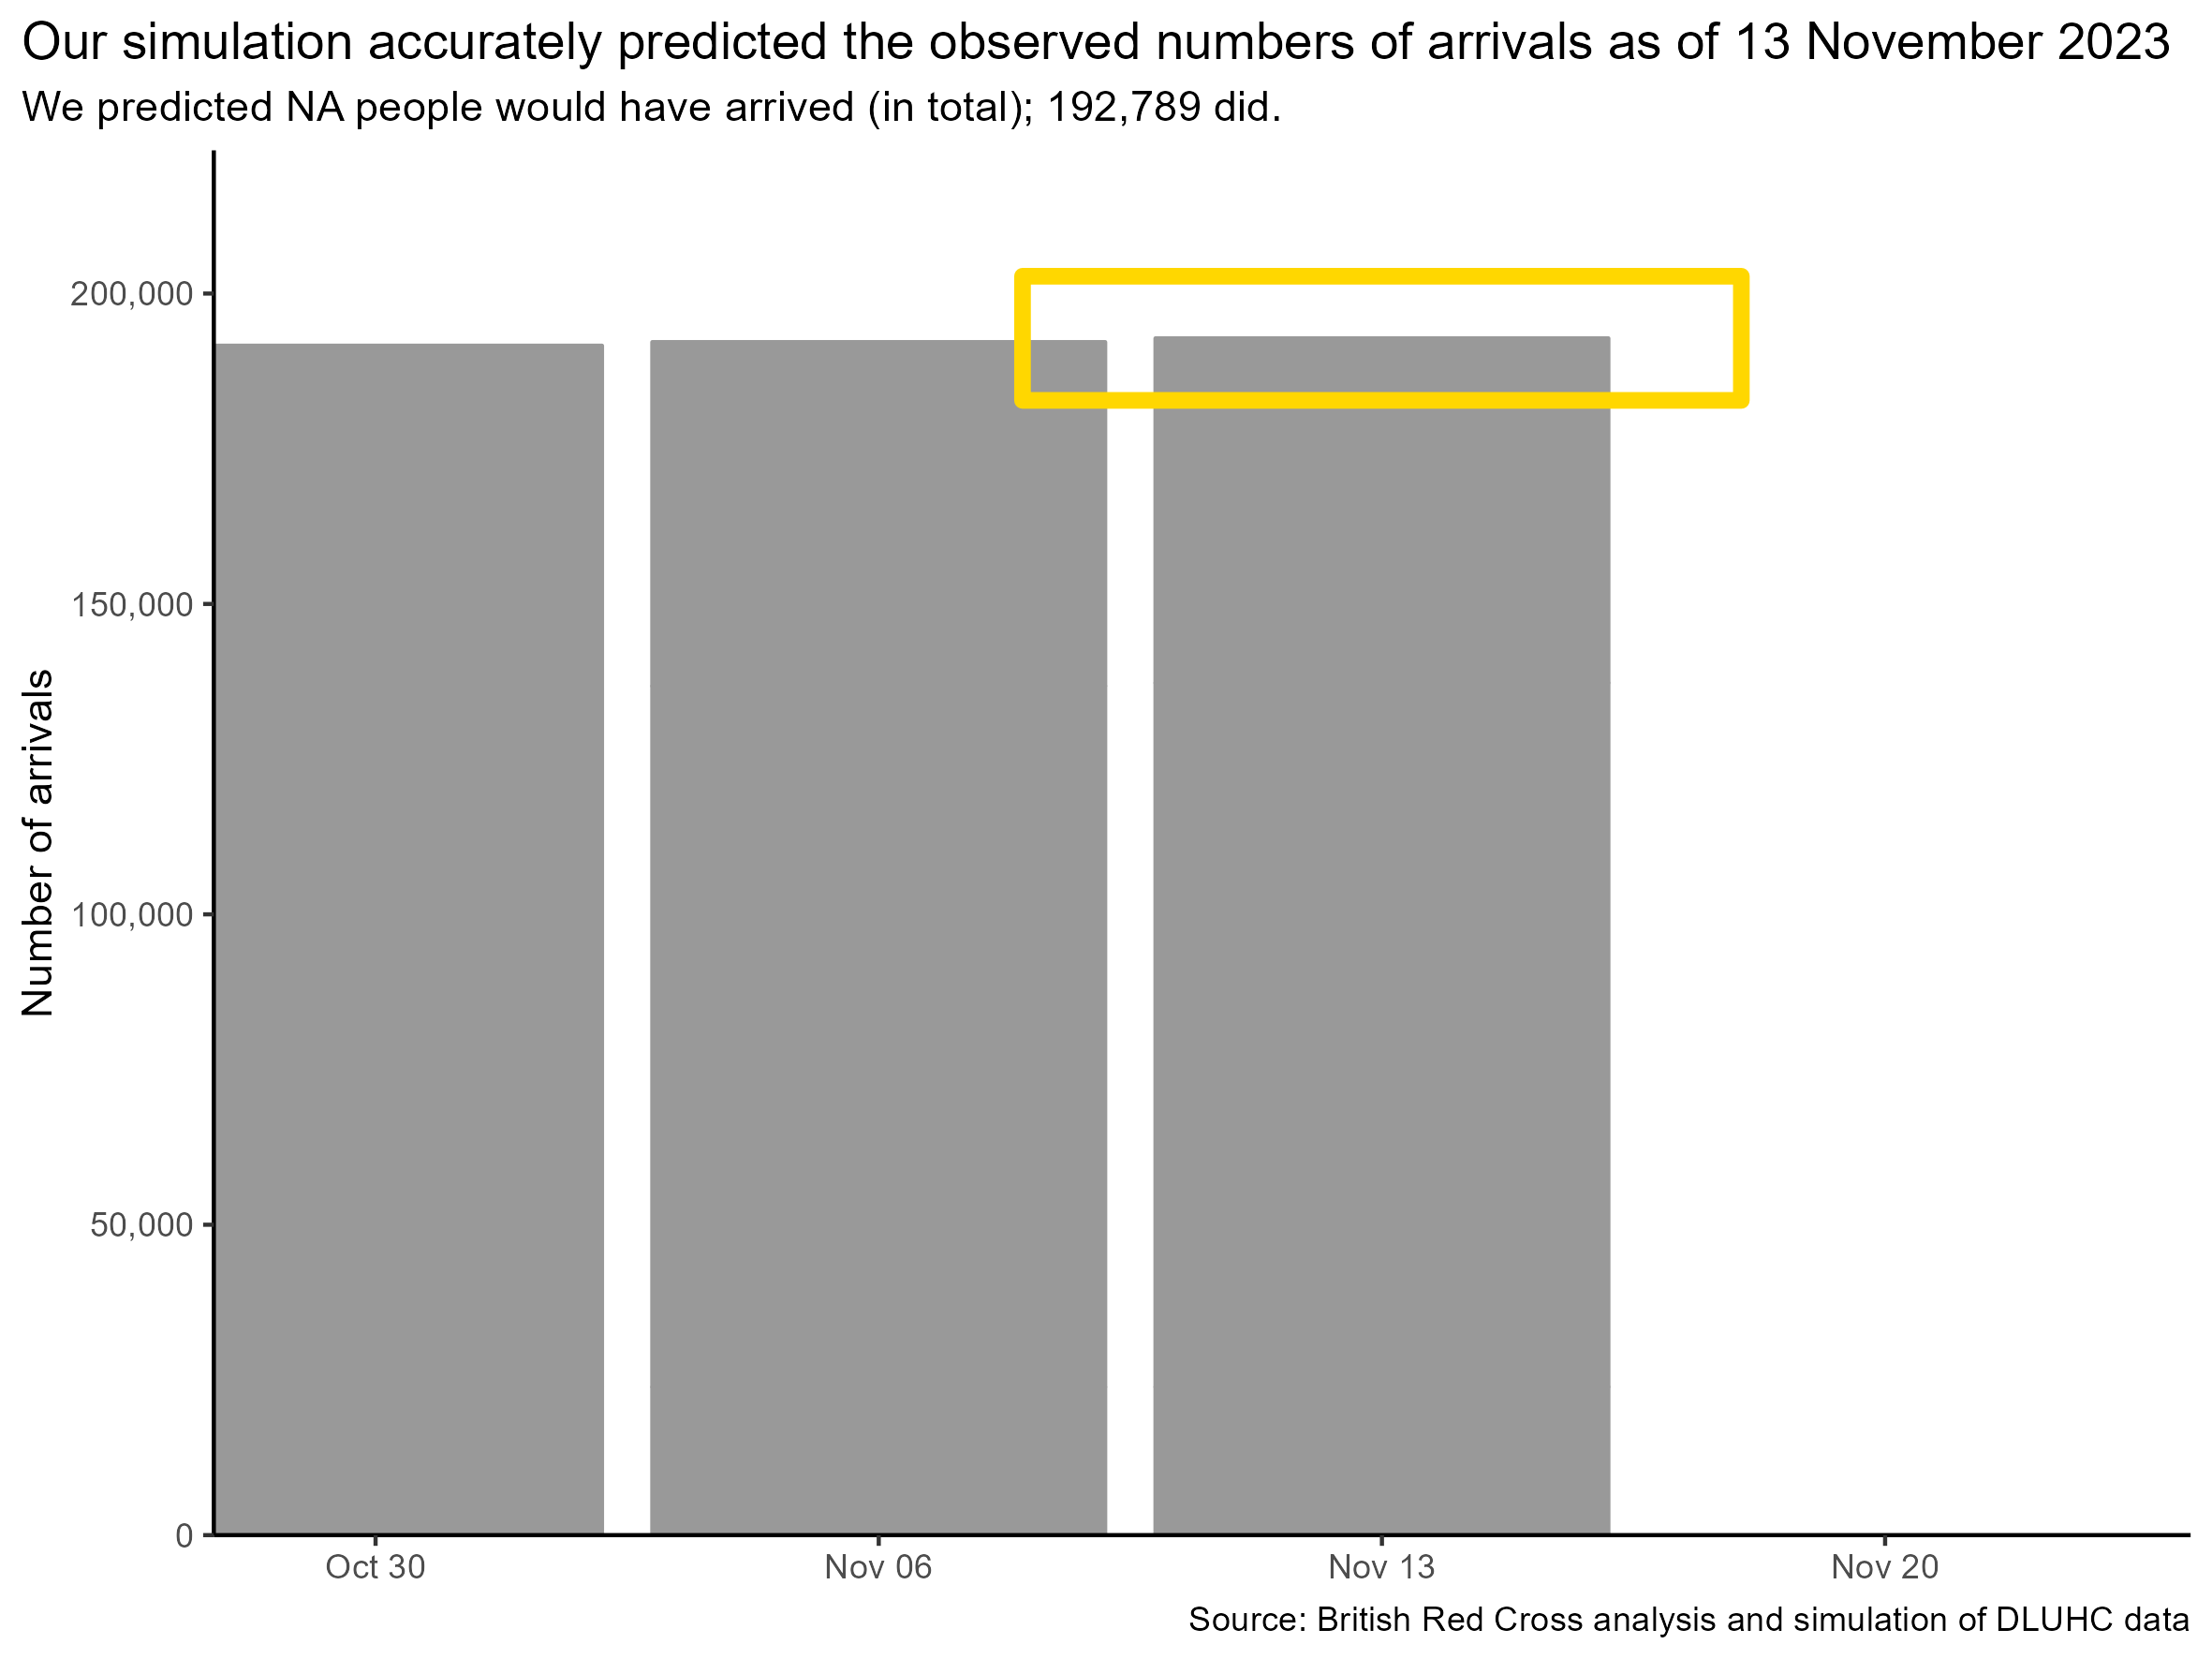 Our simulation accurately predicted the observed numbers of arrivals as of 13 November 2023
We predicted NA people would have arrived (in total); 192,789 did.
Number of arrivals
200,000
150,000
100,000
50,000
0
Oct 30
Nov 06
Nov 13
Nov 20
Source: British Red Cross analysis and simulation of DLUHC data